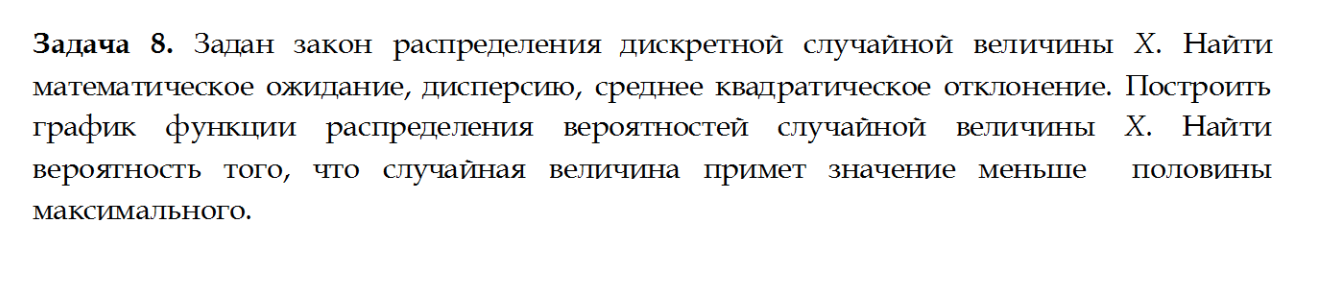 Задача 8. Задан закон распределения дискретной случайной величины X. Найти
математическое ожидание, дисперсию, среднее квадратическое отклонение. Построить
график функции распределения вероятностей случайной величины X. Найти
вероятность того, что случайная величина примет значение меньше половины
максимального.